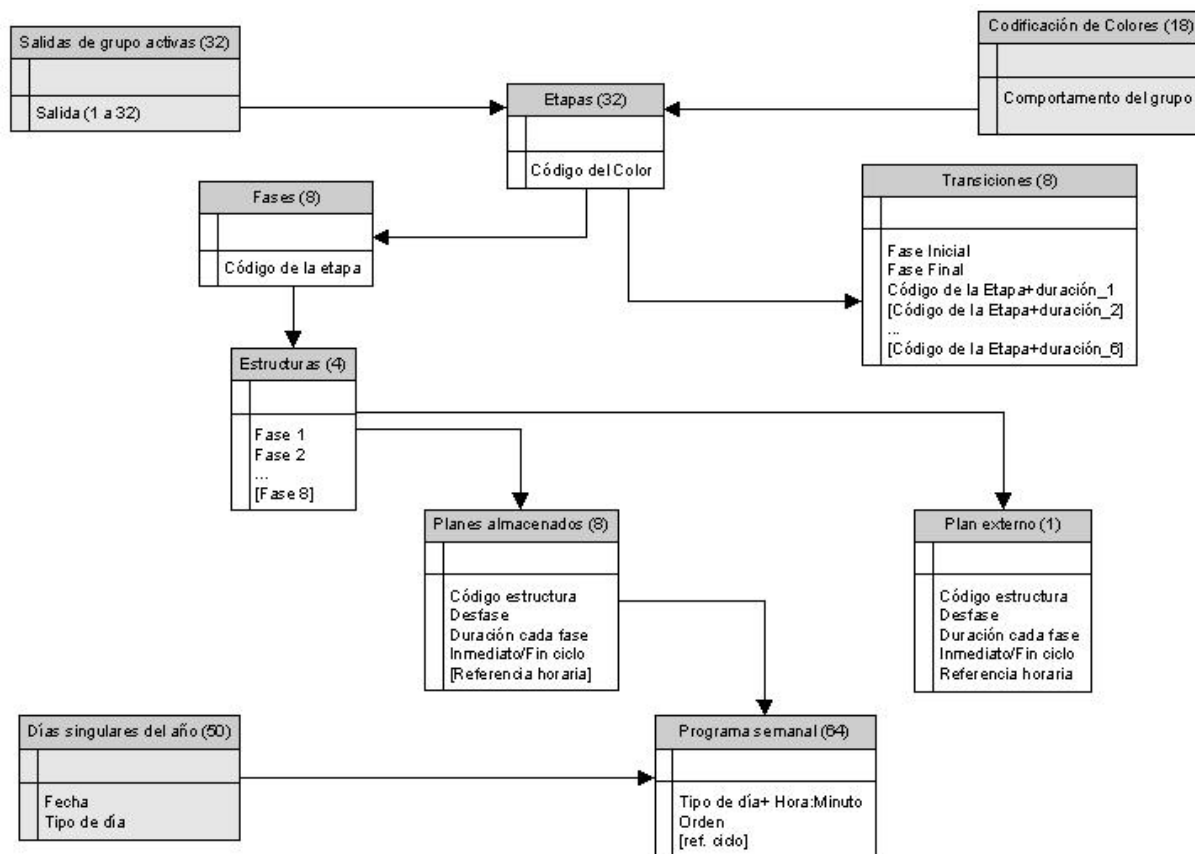 Salidas de grupo activas (32)
Salida (1 a 32)
Codificación de Colores (18)
Comportamento del grupo
Etapas (32)
Código del Color
Fases (8)
Código de la etapa
Transiciones (8)
Fase Inicial
Fase Final
Código de la Etapa+duración_1
[Código de la Etapa+duración_2]
...
[Código de la Etapa+duración_6]
Estructuras (4)
Fase 1
Fase 2
...
[Fase 8]
Planes almacenados (8)
Código estructura
Desfase
Duración cada fase
Inmediato/Fin ciclo
[Referencia horaria]
Plan externo (1)
Código estructura
Desfase
Duración cada fase
Inmediato/Fin ciclo
Referencia horaria
Días singulares del año (50)
Fecha
Tipo de día
Programa semanal (64)
Tipo de día+ Hora:Minuto
Orden
[ref. ciclo]